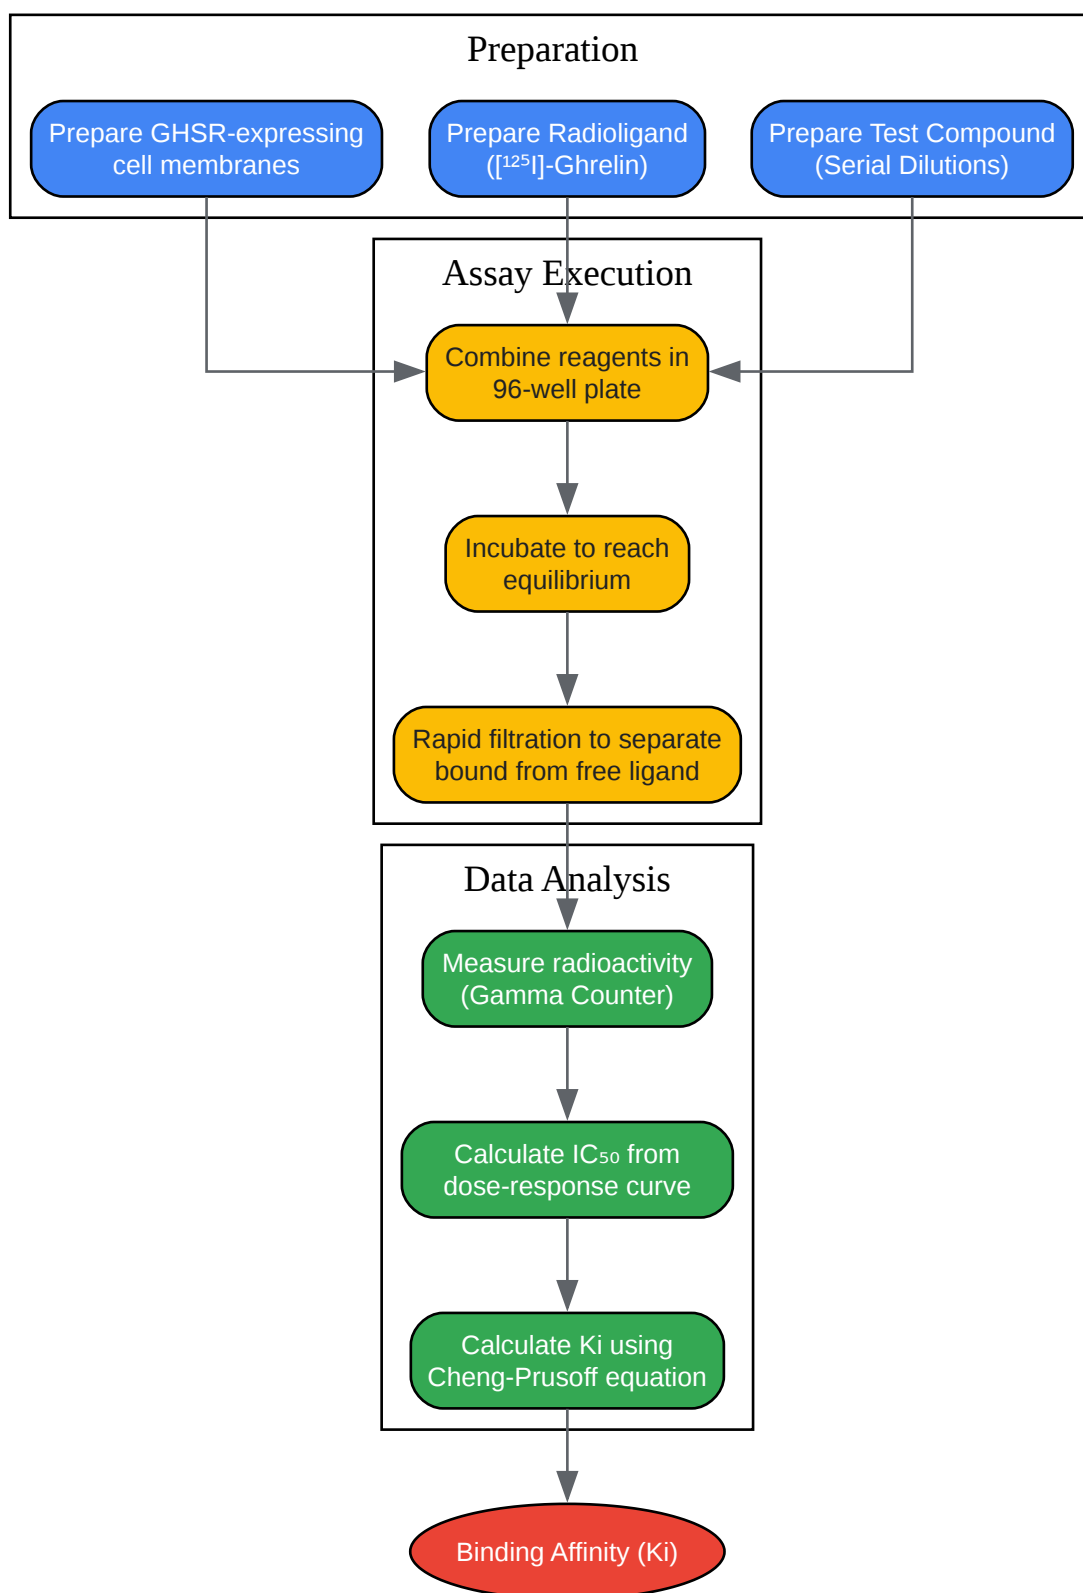 Preparation
Prepare GHSR-expressing
cell membranes
Prepare Radioligand
([¹²⁵I]-Ghrelin)
Prepare Test Compound
(Serial Dilutions)
Assay Execution
Combine reagents in
96-well plate
Incubate to reach
equilibrium
Rapid filtration to separate
bound from free ligand
Data Analysis
Measure radioactivity
(Gamma Counter)
Calculate IC₅₀ from
dose-response curve
Calculate Ki using
Cheng-Prusoff equation
Binding Affinity (Ki)